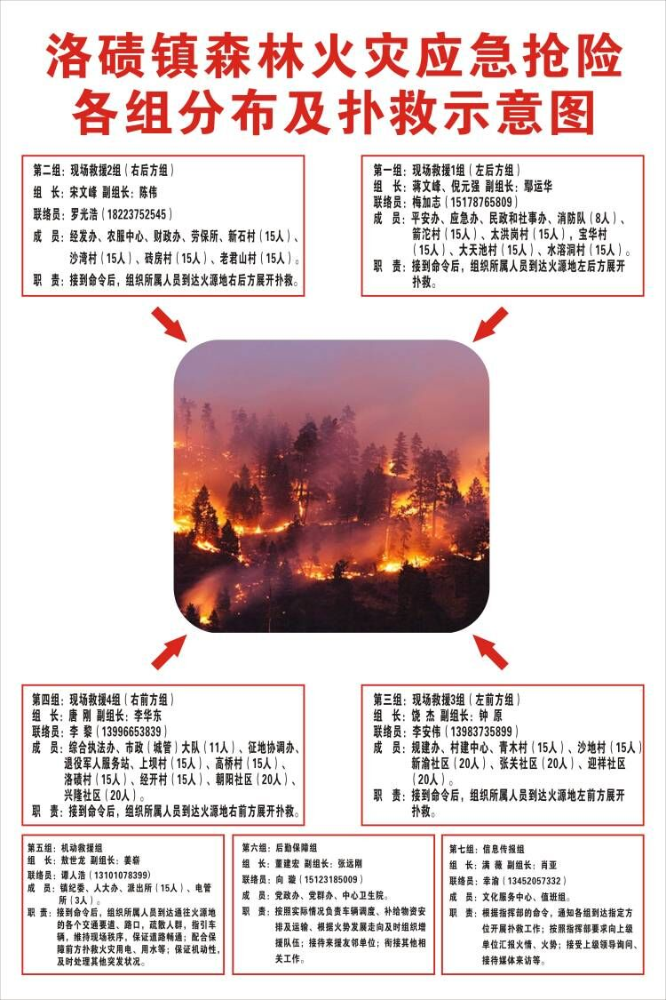 洛碛镇森林火灾应急抢险
各组分布及扑救示意图
第二组：现场救援2组（右后方组）
组　长：宋文峰 副组长：陈伟
联络员：罗光浩（18223752545）
成　员：经发办、农服中心、财政办、劳保所、新石村（15人）、
沙湾村（15人）、砖房村（15人）、老君山村（15人）。
职　责：接到命令后，组织所属人员到达火源地右后方展开扑救。
第一组：现场救援1组（左后方组）
组　长：蒋文峰、倪元强 副组长：鄢运华
联络员：梅加志（15178765809）
成　员：平安办、应急办、民政和社事办、消防队（8人）、
箭沱村（15人）、太洪岗村（15人），宝华村
（15人）、大天池村（15人）、水溶洞村（15人）。
职　责：接到命令后，组织所属人员到达火源地左后方展开
扑救。
第四组：现场救援4组（右前方组）
组　长：唐 刚 副组长：李华东
联络员：李 黎（13996653839）
成　员：综合执法办、市政（城管）大队（11人）、征地协调办、
退役军人服务站、上坝村（15人）、高桥村（15人）、
洛碛村（15人）、经开村（15人）、朝阳社区（20人）、
兴隆社区（20人）。
职　责：接到命令后，组织所属人员到达火源地右前方展开扑救。
第三组：现场救援3组（左前方组）
组　长：饶 杰 副组长：钟 原
联络员：李安伟（13983735899）
成　员：规建办、村建中心、青木村（15人）、沙地村（15人）
新渝社区（20人）、张关社区（20人）、迎祥社区
（20人）。
职　责：接到命令后，组织所属人员到达火源地左前方展开
扑救。
第五组：机动救援组
组　长：敖世龙 副组长：姜崭
联络员：谭人浩（13101078399）
成　员：镇纪委、人大办、派出所（15人）、电管
所（3人）。
职　责：接到命令后，组织所属人员到达通往火源地
的各个交通要道、路口，疏散人群，指引车
辆，维持现场秩序，保证道路畅通；配合保
障前方扑救火灾用电、用水等；保证机动性，
及时处理其他突发状况。
第六组：后勤保障组
组　长：董建宏 副组长：张远刚
联络员：向 璇（15123185009）
成　员：党政办、党群办、中心卫生院。
职　责：按照实际情况负责车辆调度、补给物资安
排及运输、根据火势发展走向及时组织增
援队伍；接待来援友邻单位；衔接其他相
关工作。
第七组：信息传报组
组　长：满 薇 副组长：肖亚
联络员：幸渝（13452057332）
成　员：文化服务中心、值班组。
职　责：根据指挥部的命令，通知各组到达指定方
位开展扑救工作；按照指挥部要求向上级
单位汇报火情、火势；接受上级领导询问、
接待媒体来访等。